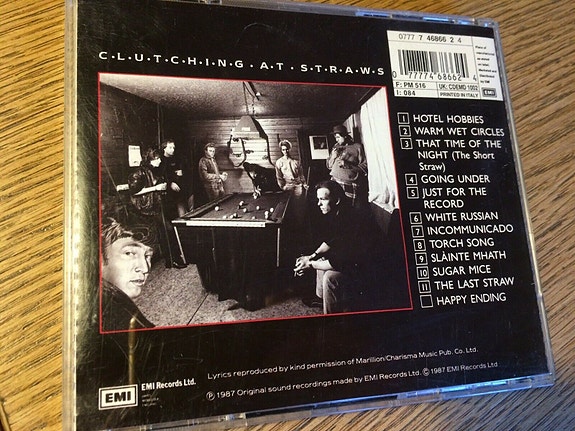 C·L·U·T·C·H·I·N·G · A·T · S·T·R·A·W·S
0777 7 46866 2 4
0 77774 68662 4
F: PM 516
UK: CDEMD 1002
I: 084
PRINTED IN ITALY
EMI
1 HOTEL HOBBIES
2 WARM WET CIRCLES
3 THAT TIME OF THE
NIGHT (The Short
Straw)
4 GOING UNDER
5 JUST FOR THE
RECORD
6 WHITE RUSSIAN
7 INCOMMUNICADO
8 TORCH SONG
9 SLÀINTE MHATH
10 SUGAR MICE
11 THE LAST STRAW
HAPPY ENDING
Lyrics reproduced by kind permission of Marillion/Charisma Music Pub. Co. Ltd.
EMI EMI Records Ltd.
℗ 1987 Original sound recordings made by EMI Records Ltd. © 1987 EMI Records Ltd